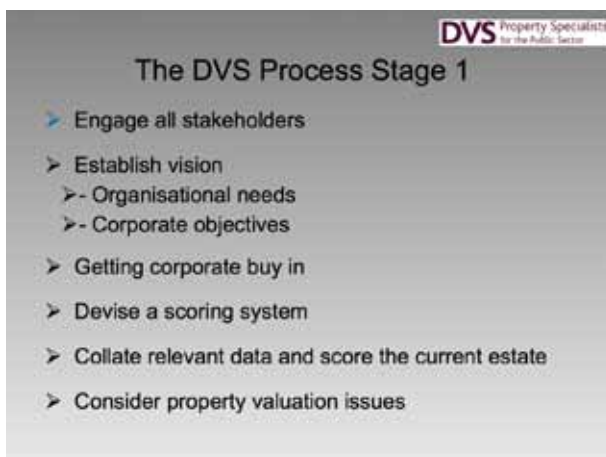 DVS Property Specialists
for the Public Sector
The DVS Process Stage 1
Engage all stakeholders
Establish vision
- Organisational needs
- Corporate objectives
Getting corporate buy in
Devise a scoring system
Collate relevant data and score the current estate
Consider property valuation issues